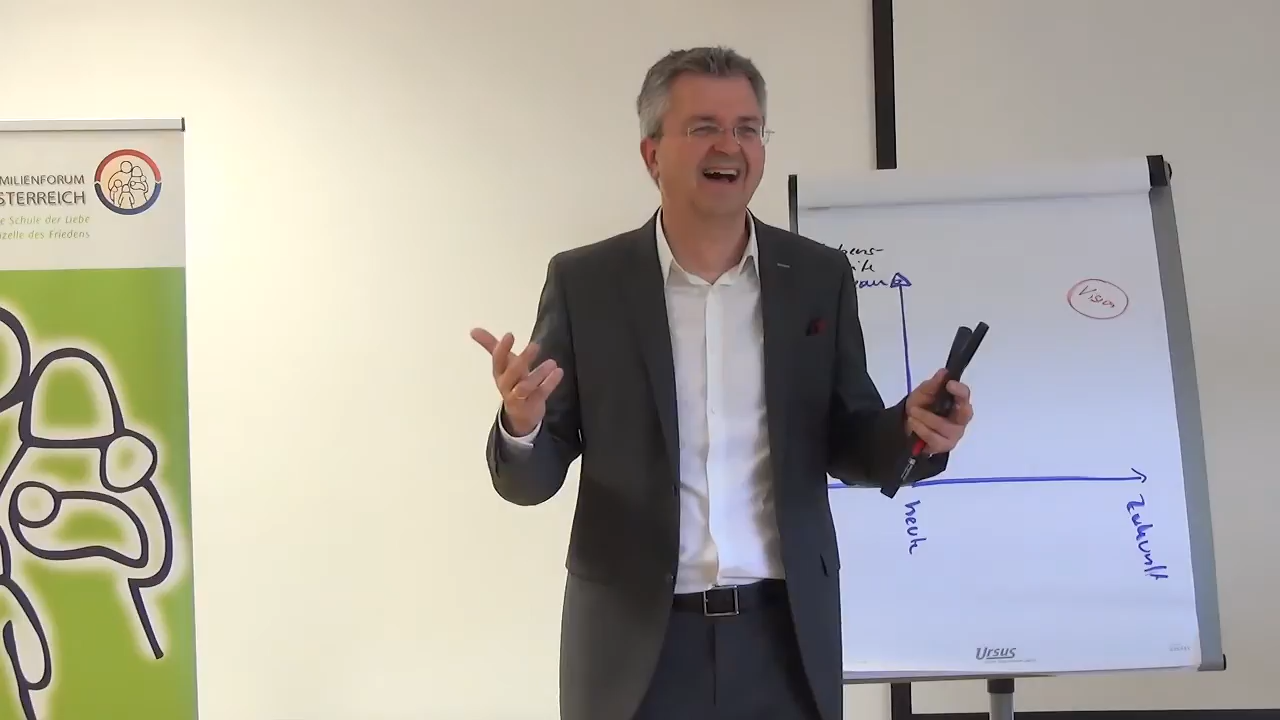 MILIENFORUM
STERREICH
e Schule der Liebe
zelle des Friedens
Vision
heute
Zukunft
Ursus